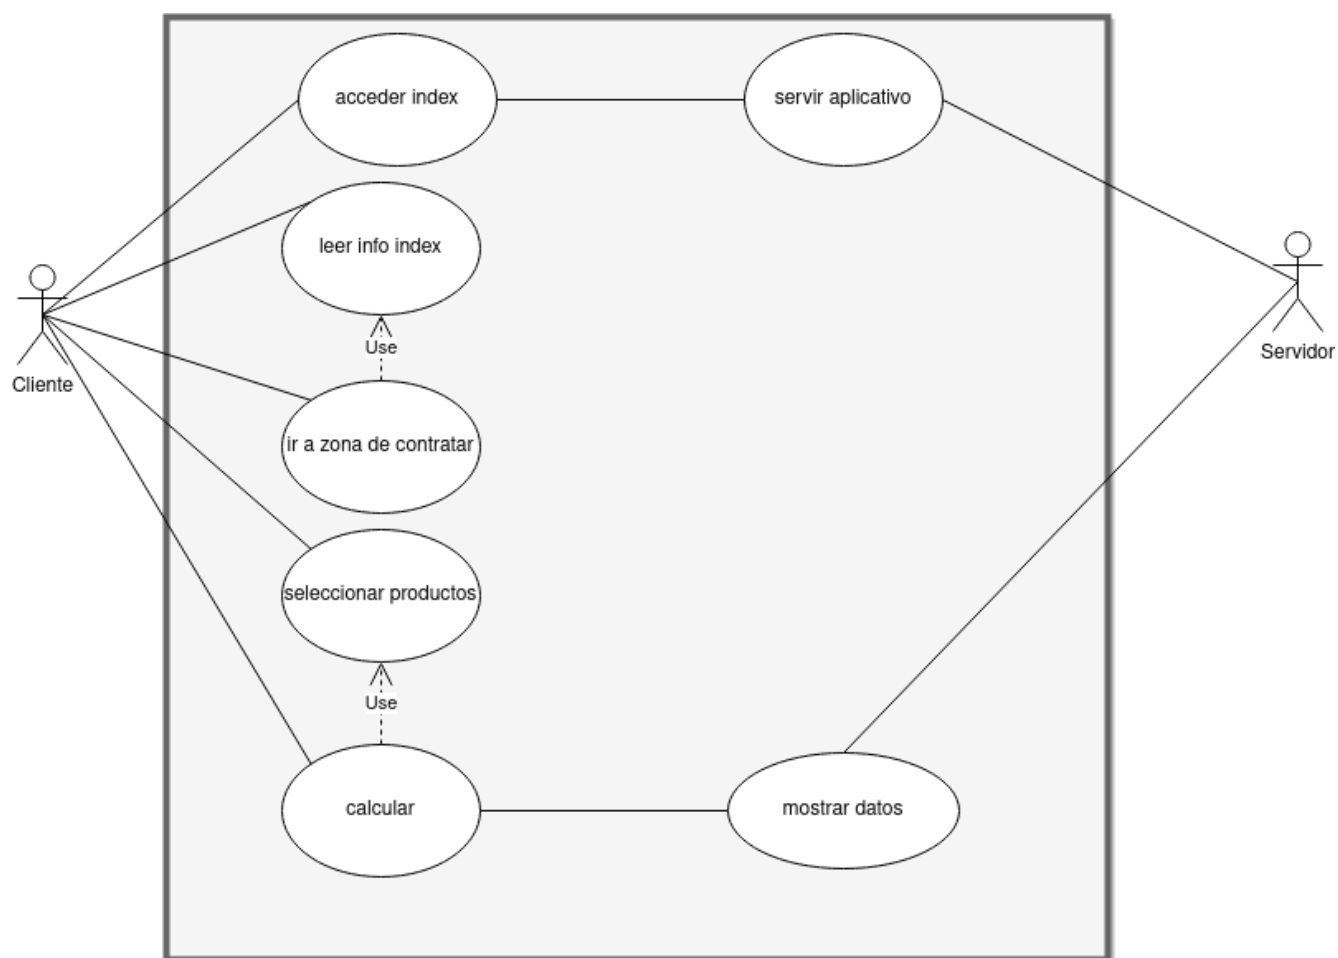 acceder index
servir aplicativo
leer info index
Use
Cliente
Servidor
ir a zona de contratar
seleccionar productos
Use
calcular
mostrar datos